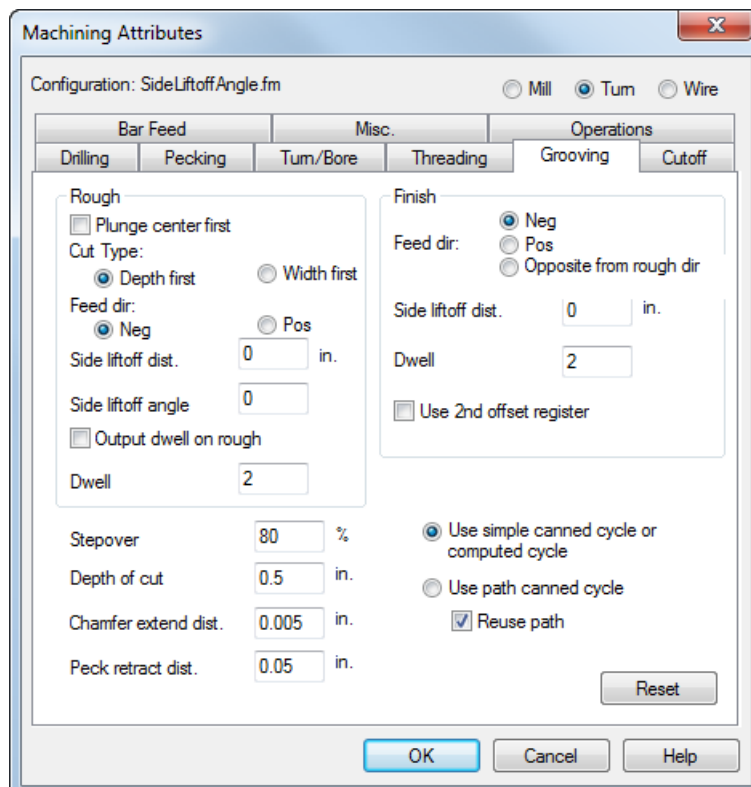 Machining Attributes
Configuration: SideLiftoffAngle.fm
Mill Turn Wire
Bar Feed Misc. Operations
Drilling Pecking Turn/Bore Threading Grooving Cutoff
Rough
Plunge center first
Cut Type:
Depth first Width first
Feed dir:
Neg Pos
Side liftoff dist. 0 in.
Side liftoff angle 0
Output dwell on rough
Dwell 2
Finish
Neg
Feed dir: Pos
Opposite from rough dir
Side liftoff dist. 0 in.
Dwell 2
Use 2nd offset register
Stepover 80 %
Depth of cut 0.5 in.
Chamfer extend dist. 0.005 in.
Peck retract dist. 0.05 in.
Use simple canned cycle or
computed cycle
Use path canned cycle
Reuse path
Reset
OK Cancel Help